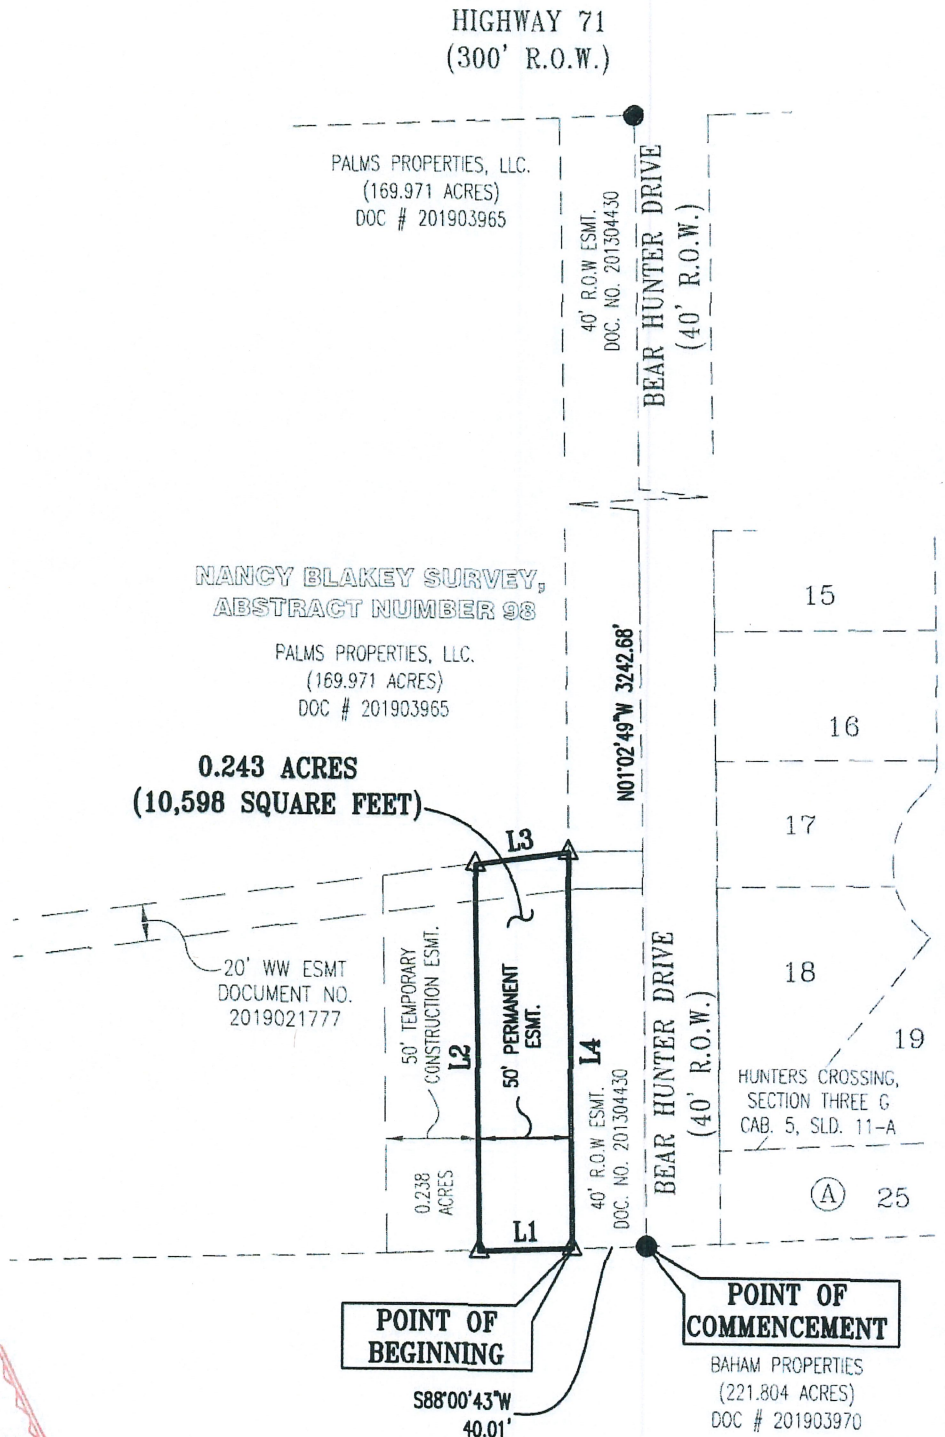 HIGHWAY 71
(300' R.O.W.)
PALMS PROPERTIES, LLC.
(169.971 ACRES)
DOC # 201903965
40' R.O.W ESMT.
DOC. NO. 201304430
BEAR HUNTER DRIVE
(40' R.O.W.)
NANCY BLAKEY SURVEY,
ABSTRACT NUMBER 98
PALMS PROPERTIES, LLC.
(169.971 ACRES)
DOC # 201903965
N01°02'49"W 3242.68'
15
16
17
18
19
0.243 ACRES
(10,598 SQUARE FEET)
L3
20' WW ESMT
DOCUMENT NO.
2019021777
50' TEMPORARY
CONSTRUCTION ESMT.
L2
50' PERMANENT
ESMT.
L4
40' R.O.W ESMT.
DOC. NO. 201304430
BEAR HUNTER DRIVE
(40' R.O.W.)
HUNTERS CROSSING,
SECTION THREE G
CAB. 5, SLD. 11-A
0.238
ACRES
A 25
L1
POINT OF
BEGINNING
POINT OF
COMMENCEMENT
S88°00'43"W
40.01'
BAHAM PROPERTIES
(221.804 ACRES)
DOC # 201903970